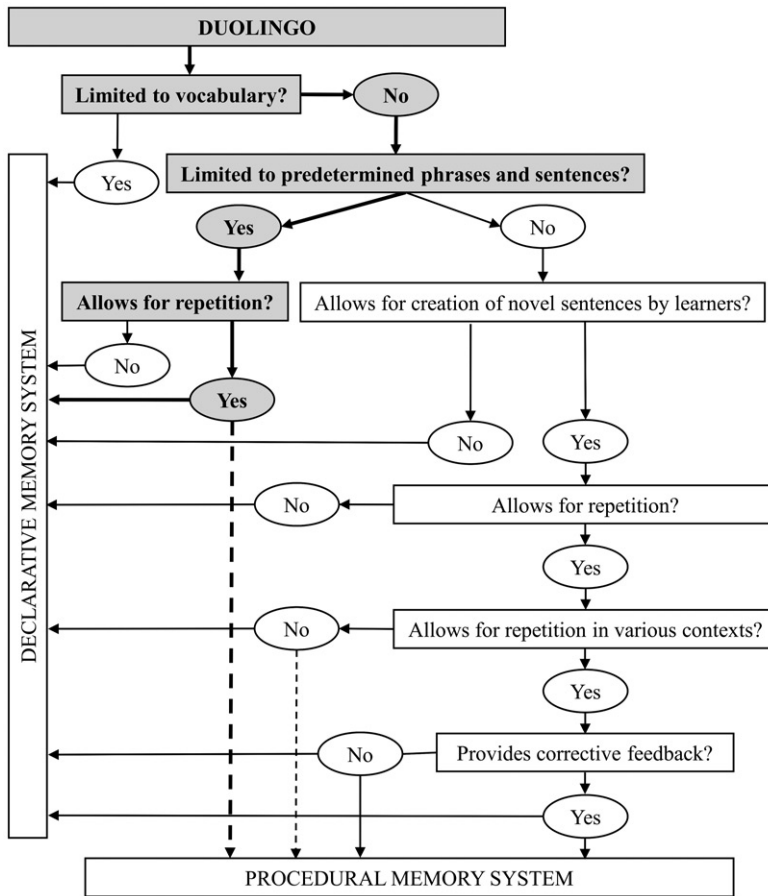 DUOLINGO
Limited to vocabulary?
No
Yes
Limited to predetermined phrases and sentences?
Yes
No
Allows for repetition?
Allows for creation of novel sentences by learners?
No
Yes
No
Yes
No
Allows for repetition?
Yes
No
Allows for repetition in various contexts?
Yes
No
Provides corrective feedback?
Yes
DECLARATIVE MEMORY SYSTEM
PROCEDURAL MEMORY SYSTEM